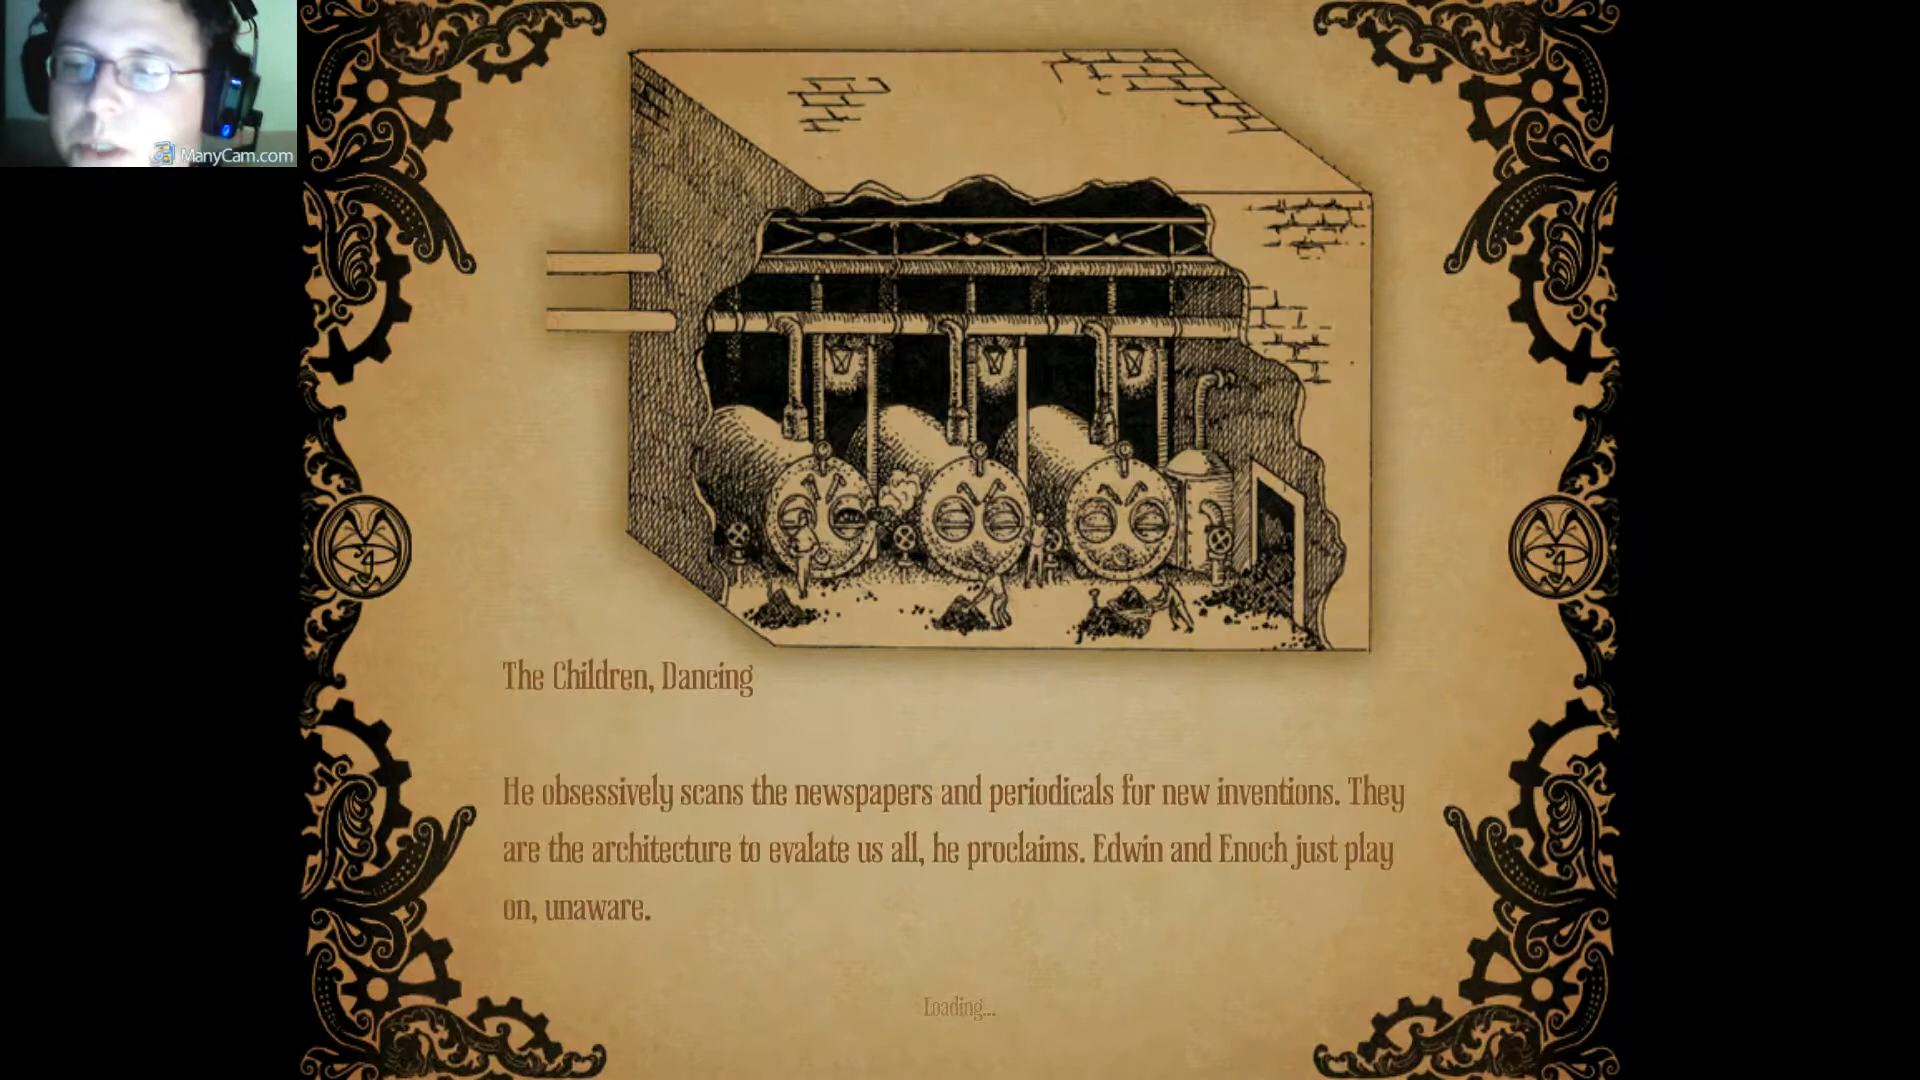 ManyCam.com
The Children, Dancing
He obsessively scans the newspapers and periodicals for new inventions. They
are the architecture to evalate us all, he proclaims. Edwin and Enoch just play
on, unaware.
Loading...